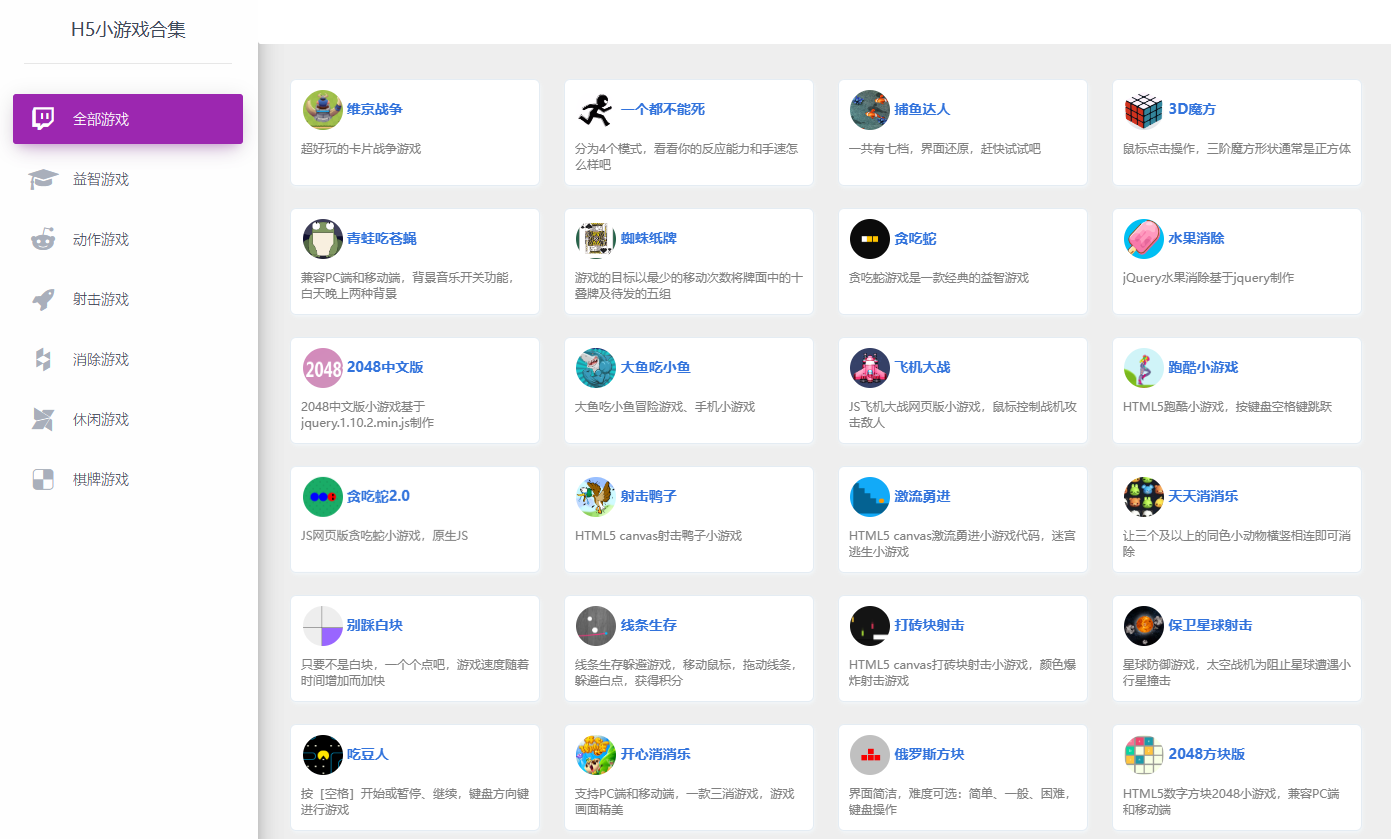 H5小游戏合集
全部游戏
益智游戏
动作游戏
射击游戏
消除游戏
休闲游戏
棋牌游戏
维京战争
超好玩的卡片战争游戏
一个都不能死
分为4个模式，看看你的反应能力和手速怎
么样吧
捕鱼达人
一共有七档，界面还原，赶快试试吧
3D魔方
鼠标点击操作，三阶魔方形状通常是正方体
青蛙吃苍蝇
兼容PC端和移动端，背景音乐开关功能，
白天晚上两种背景
蜘蛛纸牌
游戏的目标以最少的移动次数将牌面中的十
叠牌及待发的五组
贪吃蛇
贪吃蛇游戏是一款经典的益智游戏
水果消除
jQuery水果消除基于jquery制作
2048
2048中文版
2048中文版小游戏基于
jquery.1.10.2.min.js制作
大鱼吃小鱼
大鱼吃小鱼冒险游戏、手机小游戏
飞机大战
JS飞机大战网页版小游戏，鼠标控制战机攻
击敌人
跑酷小游戏
HTML5跑酷小游戏，按键盘空格键跳跃
贪吃蛇2.0
JS网页版贪吃蛇小游戏，原生JS
射击鸭子
HTML5 canvas射击鸭子小游戏
激流勇进
HTML5 canvas激流勇进小游戏代码，迷宫
逃生小游戏
天天消消乐
让三个及以上的同色小动物横竖相连即可消
除
别踩白块
只要不是白块，一个个点吧，游戏速度随着
时间增加而加快
线条生存
线条生存躲避游戏，移动鼠标，拖动线条，
躲避白点，获得积分
打砖块射击
HTML5 canvas打砖块射击小游戏，颜色爆
炸射击游戏
保卫星球射击
星球防御游戏，太空战机为阻止星球遭遇小
行星撞击
吃豆人
按［空格］开始或暂停、继续，键盘方向键
进行游戏
开心消消乐
支持PC端和移动端，一款三消游戏，游戏
画面精美
俄罗斯方块
界面简洁，难度可选：简单、一般、困难，
键盘操作
2048方块版
HTML5数字方块2048小游戏，兼容PC端
和移动端